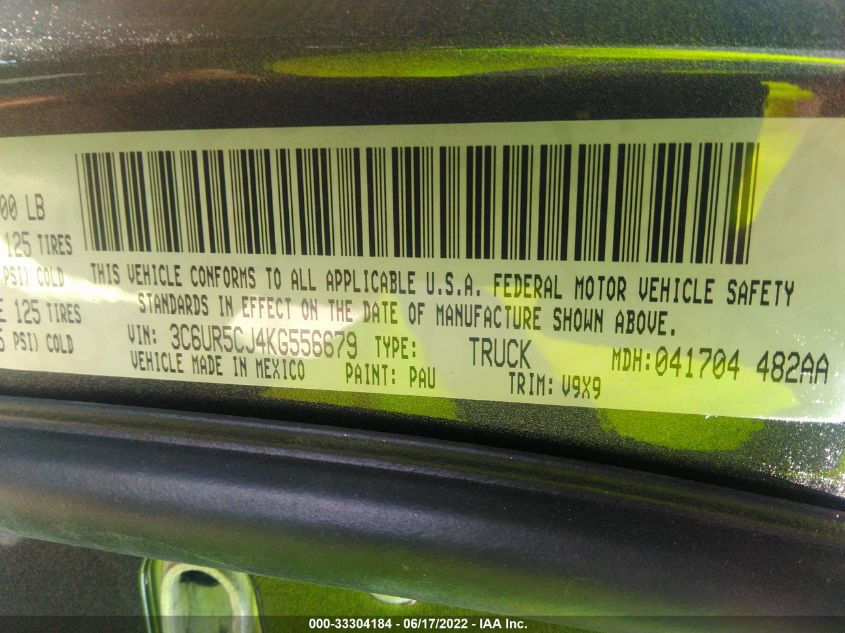 00 LB
125 TIRES
PSI) COLD
THIS VEHICLE CONFORMS TO ALL APPLICABLE U.S.A. FEDERAL MOTOR VEHICLE SAFETY
STANDARDS IN EFFECT ON THE DATE OF MANUFACTURE SHOWN ABOVE.
E 125 TIRES
5 PSI) COLD
VIN: 3C6UR5CJ4KG556679 TYPE: TRUCK MDH:041704 482AA
VEHICLE MADE IN MEXICO PAINT: PAU TRIM: V9X9
000-33304184 - 06/17/2022 - IAA Inc.